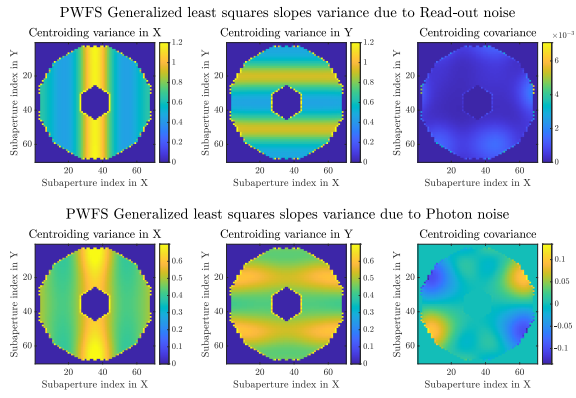 PWFS Generalized least squares slopes variance due to Read-out noise
Centroiding variance in X
Centroiding variance in Y
Centroiding covariance
Subaperture index in Y
20
40
60
20 40 60
Subaperture index in X
1.2
1
0.8
0.6
0.4
0.2
0
Subaperture index in Y
20
40
60
20 40 60
Subaperture index in X
1.2
1
0.8
0.6
0.4
0.2
0
20
40
60
20 40 60
Subaperture index in X
×10⁻³
6
4
2
0
PWFS Generalized least squares slopes variance due to Photon noise
Centroiding variance in X
Centroiding variance in Y
Centroiding covariance
Subaperture index in Y
20
40
60
20 40 60
Subaperture index in X
0.6
0.5
0.4
0.3
0.2
0.1
0
Subaperture index in Y
20
40
60
20 40 60
Subaperture index in X
0.6
0.5
0.4
0.3
0.2
0.1
0
20
40
60
20 40 60
Subaperture index in X
0.1
0.05
0
-0.05
-0.1